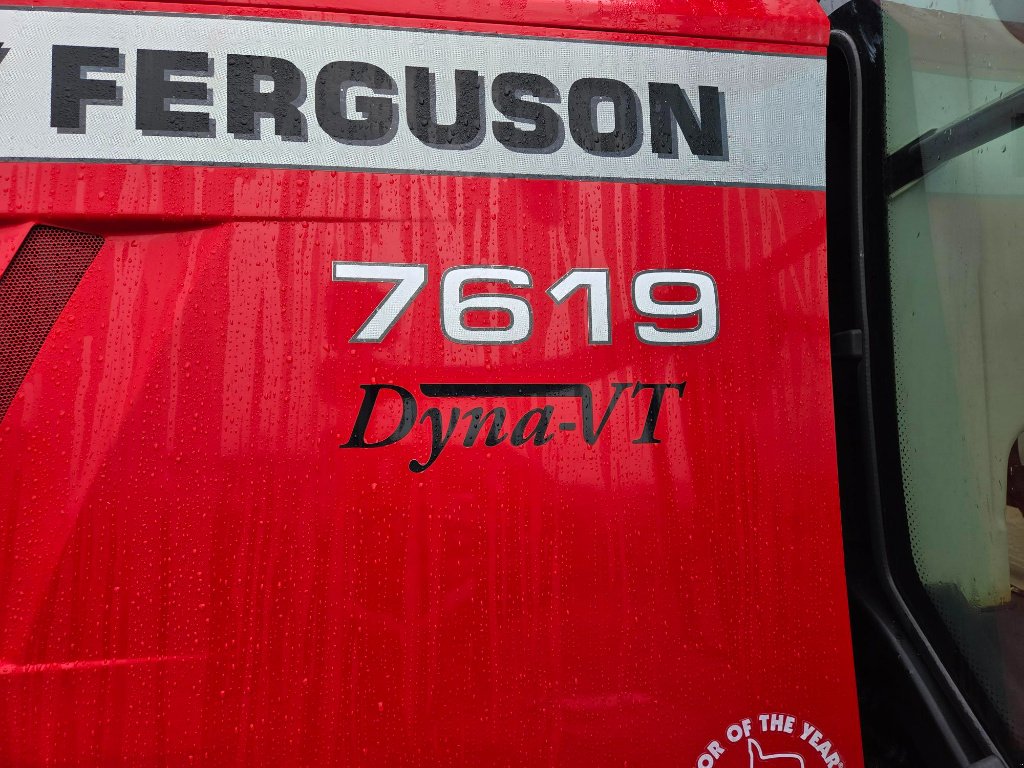 FERGUSON
7619
Dyna-VT
OF THE YEAR